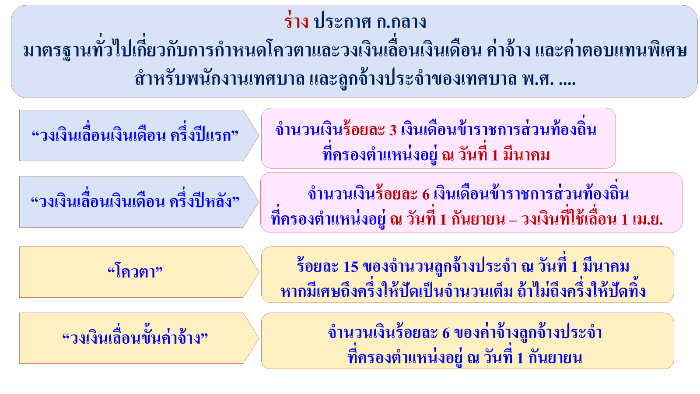 ร่าง ประกาศ ก.กลาง
มาตรฐานทั่วไปเกี่ยวกับการกำหนดโควตาและวงเงินเลื่อนเงินเดือน ค่าจ้าง และค่าตอบแทนพิเศษ
สำหรับพนักงานเทศบาล และลูกจ้างประจำของเทศบาล พ.ศ. ....
“วงเงินเลื่อนเงินเดือน ครึ่งปีแรก”
จำนวนเงินร้อยละ 3 เงินเดือนข้าราชการส่วนท้องถิ่น
ที่ครองตำแหน่งอยู่ ณ วันที่ 1 มีนาคม
“วงเงินเลื่อนเงินเดือน ครึ่งปีหลัง”
จำนวนเงินร้อยละ 6 เงินเดือนข้าราชการส่วนท้องถิ่น
ที่ครองตำแหน่งอยู่ ณ วันที่ 1 กันยายน – วงเงินที่ใช้เลื่อน 1 เม.ย.
“โควตา”
ร้อยละ 15 ของจำนวนลูกจ้างประจำ ณ วันที่ 1 มีนาคม
หากมีเศษถึงครึ่งให้ปัดเป็นจำนวนเต็ม ถ้าไม่ถึงครึ่งให้ปัดทิ้ง
“วงเงินเลื่อนขั้นค่าจ้าง”
จำนวนเงินร้อยละ 6 ของค่าจ้างลูกจ้างประจำ
ที่ครองตำแหน่งอยู่ ณ วันที่ 1 กันยายน